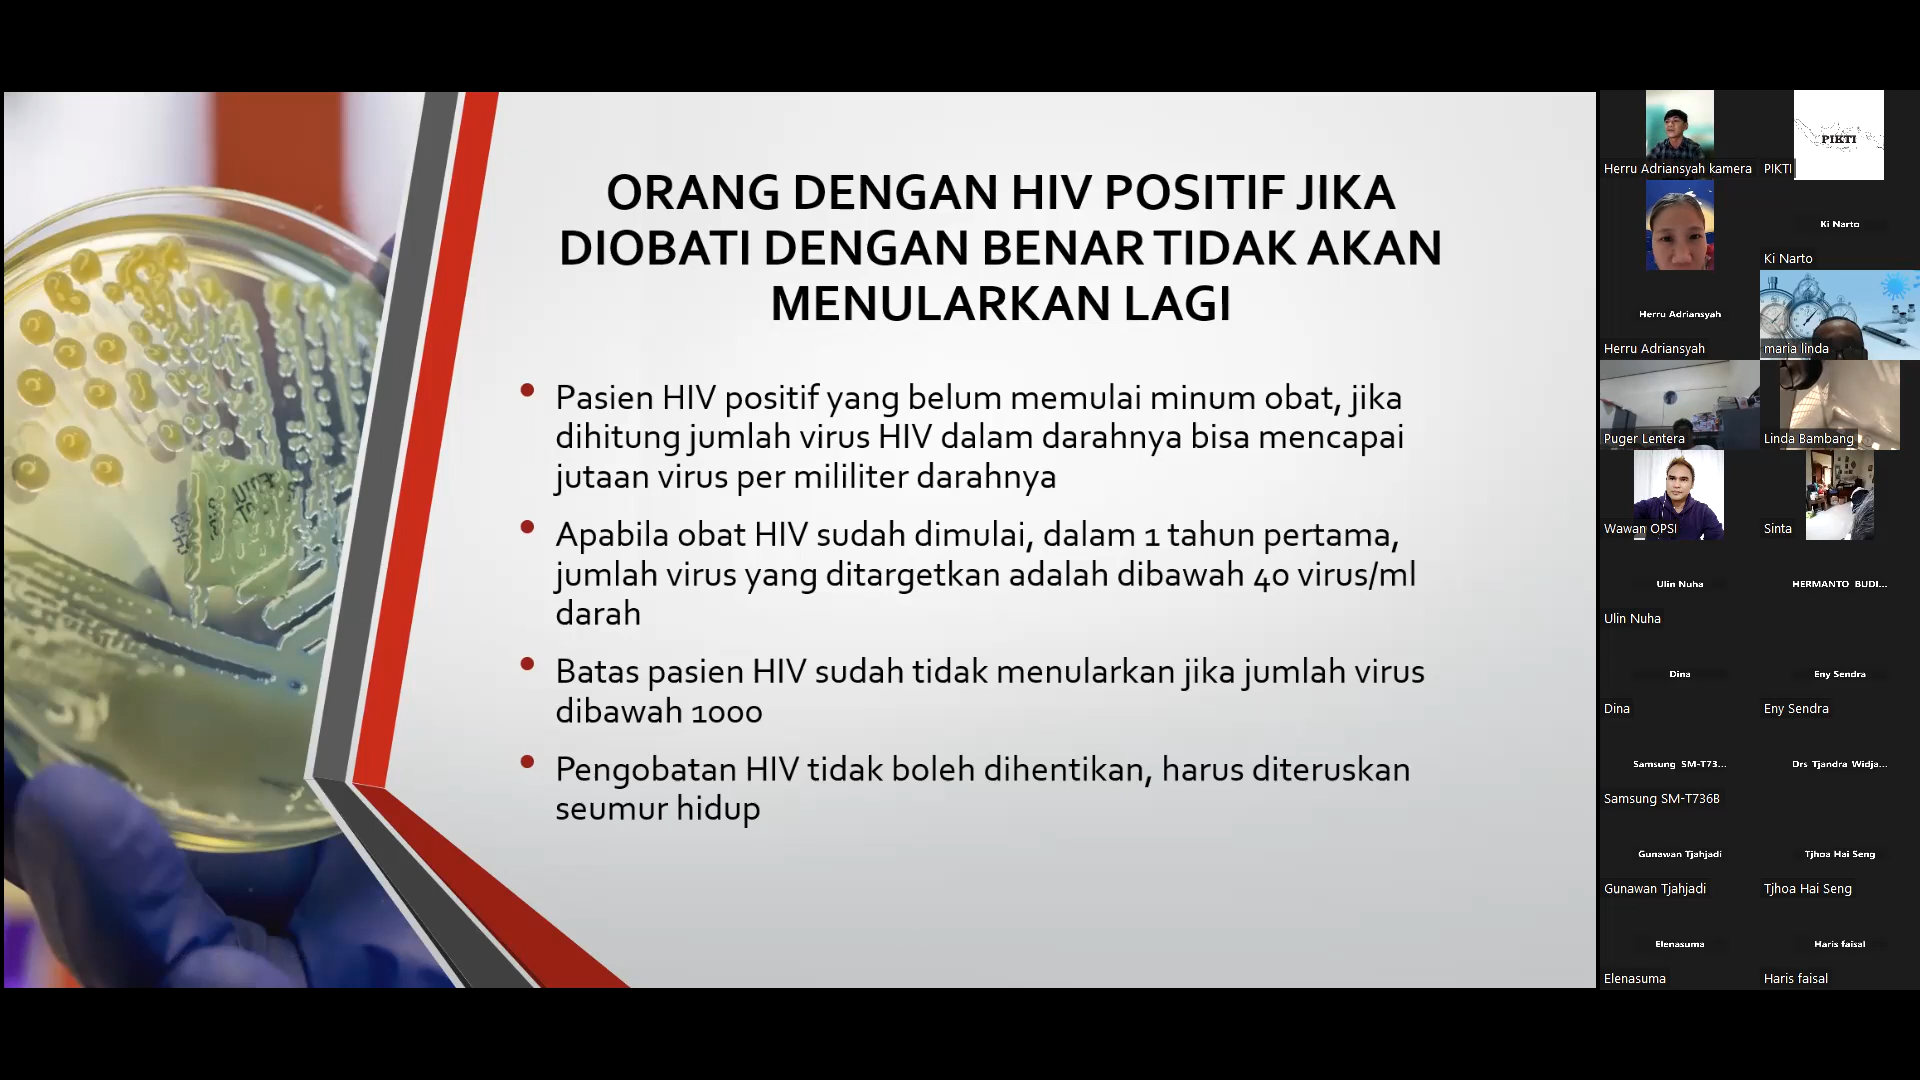 ORANG DENGAN HIV POSITIF JIKA
DIOBATI DENGAN BENAR TIDAK AKAN
MENULARKAN LAGI
• Pasien HIV positif yang belum memulai minum obat, jika
dihitung jumlah virus HIV dalam darahnya bisa mencapai
jutaan virus per mililiter darahnya
• Apabila obat HIV sudah dimulai, dalam 1 tahun pertama,
jumlah virus yang ditargetkan adalah dibawah 40 virus/ml
darah
• Batas pasien HIV sudah tidak menularkan jika jumlah virus
dibawah 1000
• Pengobatan HIV tidak boleh dihentikan, harus diteruskan
seumur hidup
Herru Adriansyah kamera
PIKTI
PIKTI
Ki Narto
Ki Narto
Herru Adriansyah
Herru Adriansyah
maria linda
Puger Lentera
Linda Bambang
Wawan OPSI
Sinta
Ulin Nuha
HERMANTO BUDI...
Ulin Nuha
Dina
Eny Sendra
Dina
Eny Sendra
Samsung SM-T73...
Drs Tjandra Widja...
Samsung SM-T736B
Gunawan Tjahjadi
Tjhoa Hai Seng
Gunawan Tjahjadi
Tjhoa Hai Seng
Elenasuma
Haris faisal
Elenasuma
Haris faisal